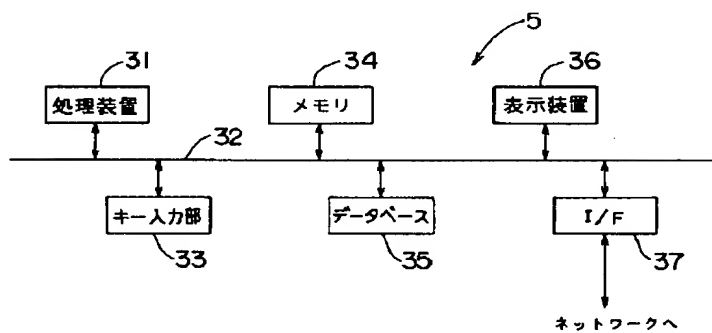 5
31
34
36
処理装置
メモリ
表示装置
32
キー入力部
データベース
I/F
33
35
37
ネットワークへ